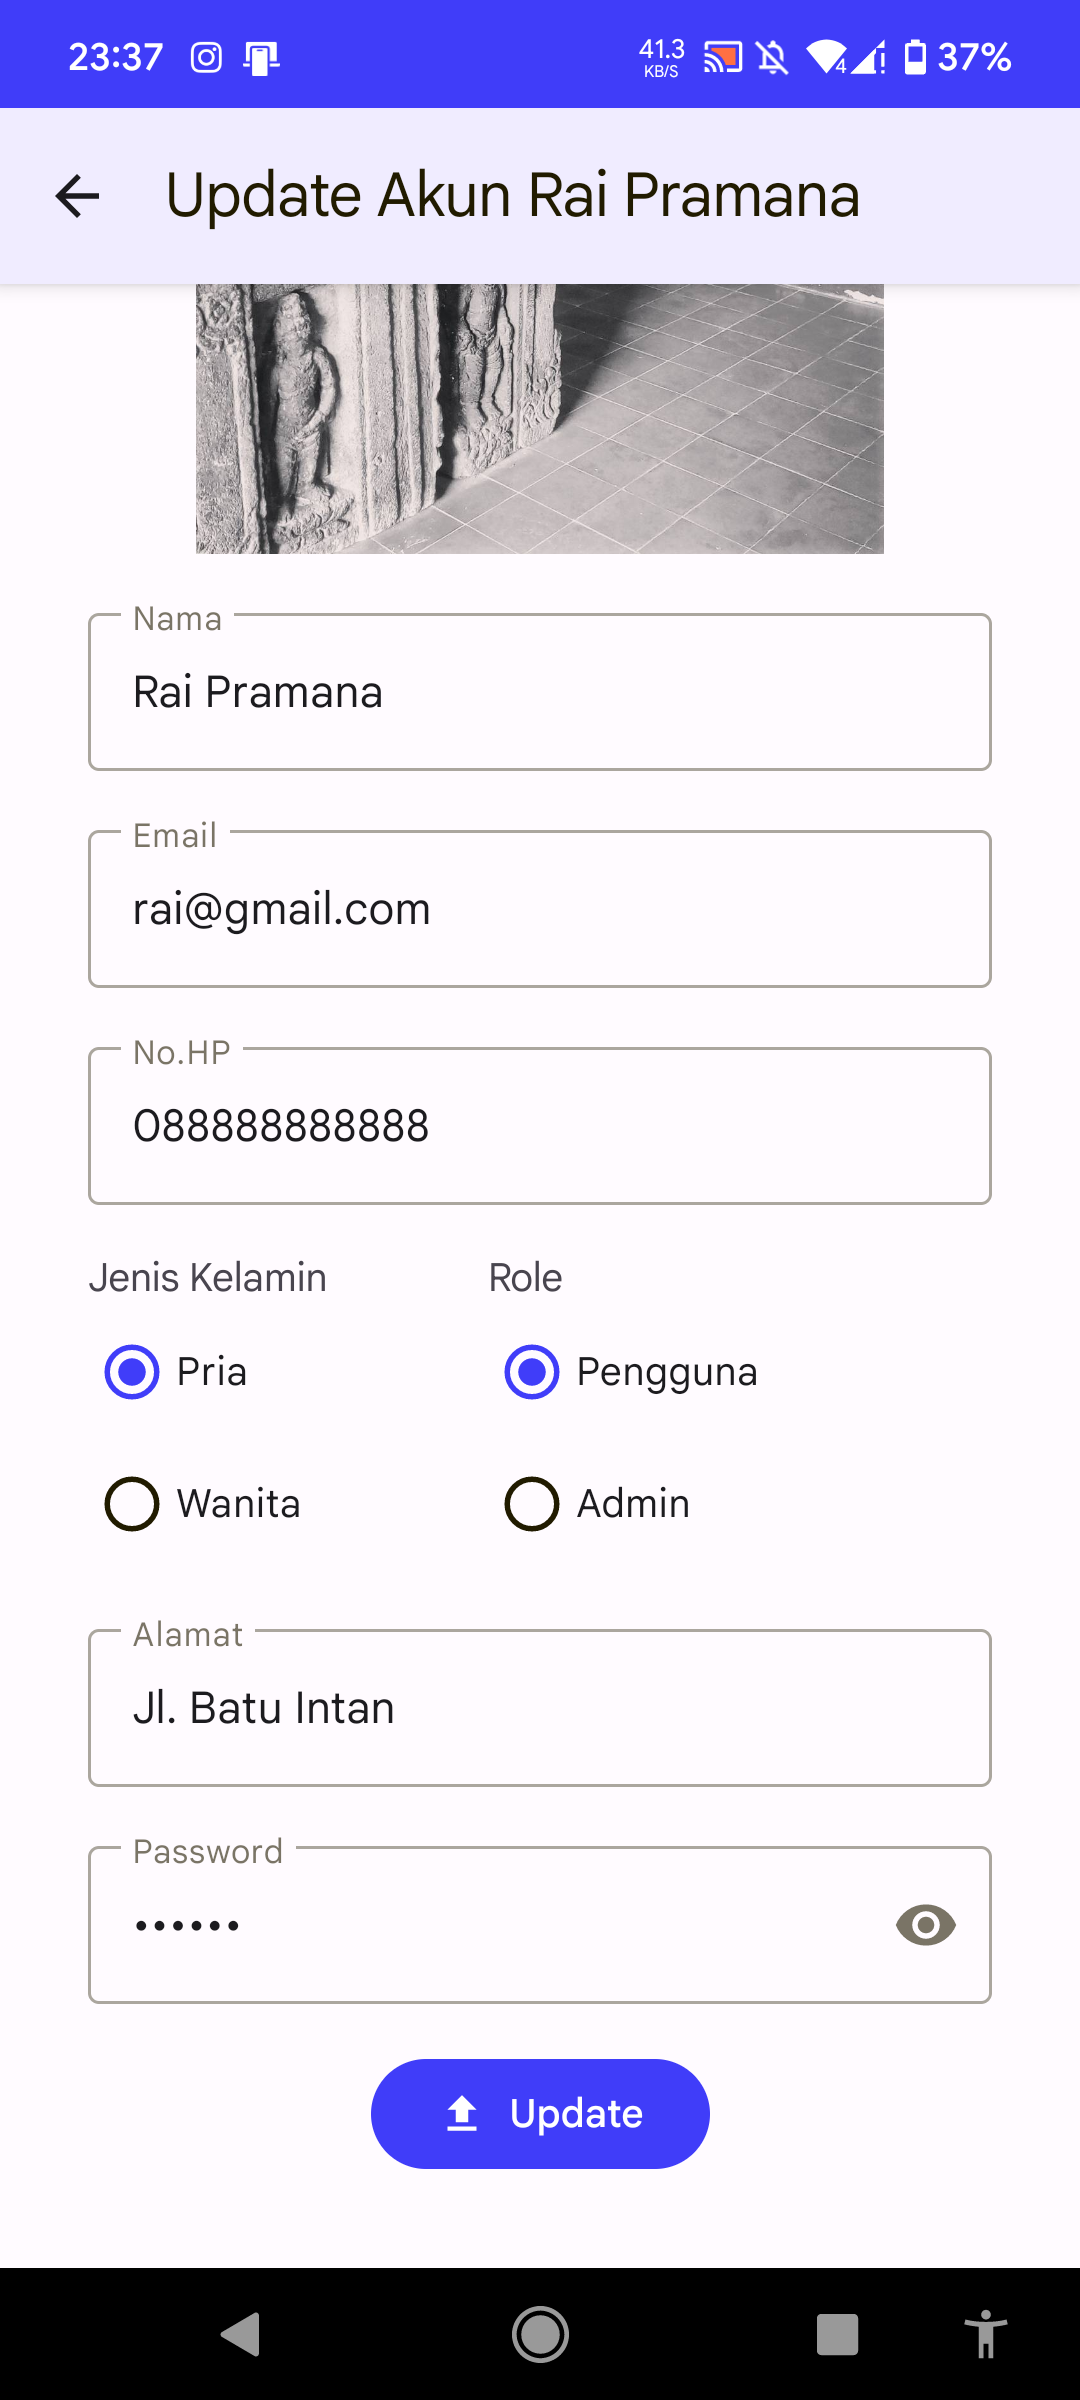 23:37 41.3 KB/S 4 37%
Update Akun Rai Pramana
Nama
Rai Pramana
Email
rai@gmail.com
No.HP
088888888888
Jenis Kelamin Role
Pria Pengguna
Wanita Admin
Alamat
Jl. Batu Intan
Password
••••••
Update